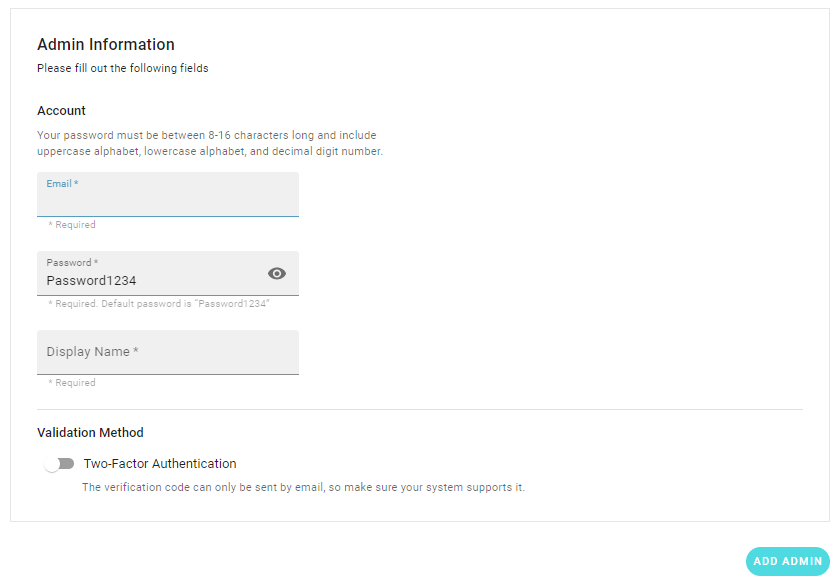 Admin Information
Please fill out the following fields
Account
Your password must be between 8-16 characters long and include
uppercase alphabet, lowercase alphabet, and decimal digit number.
Email *
* Required
Password *
Password1234
* Required. Default password is "Password1234"
Display Name *
* Required
Validation Method
Two-Factor Authentication
The verification code can only be sent by email, so make sure your system supports it.
ADD ADMIN